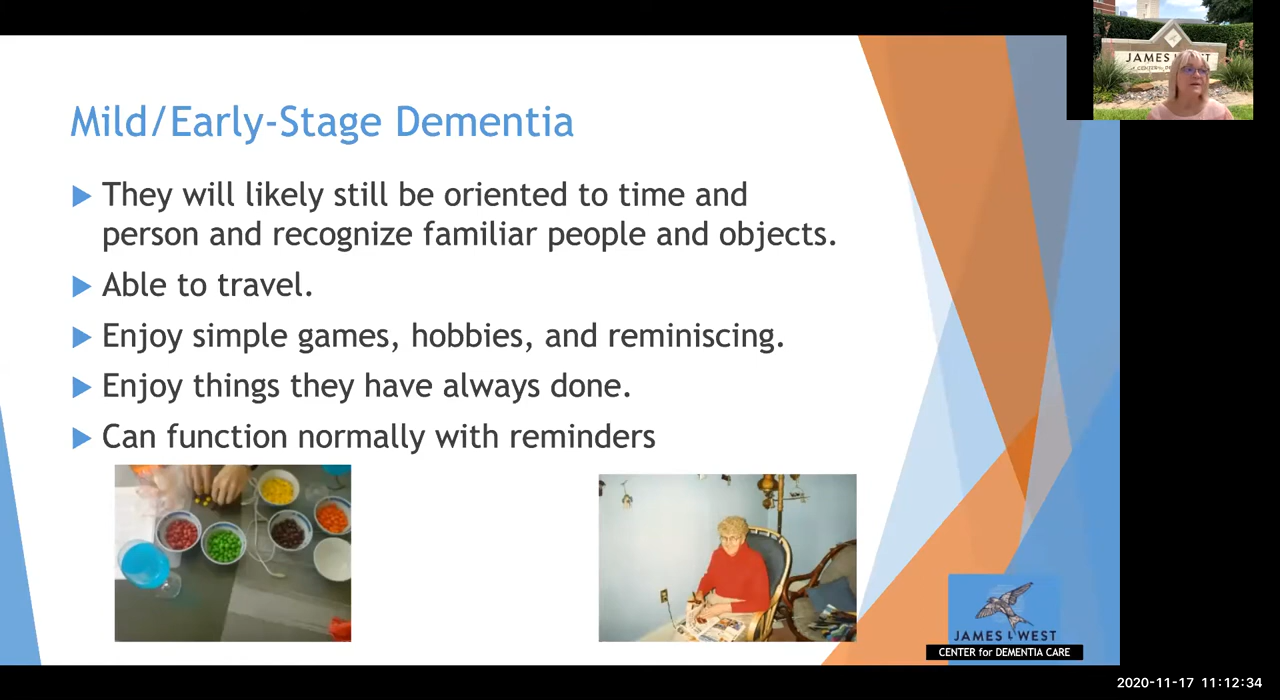 JAMES L WEST
Mild/Early-Stage Dementia
They will likely still be oriented to time and
person and recognize familiar people and objects.
Able to travel.
Enjoy simple games, hobbies, and reminiscing.
Enjoy things they have always done.
Can function normally with reminders
JAMES L WEST
CENTER for DEMENTIA CARE
2020-11-17 11:12:34